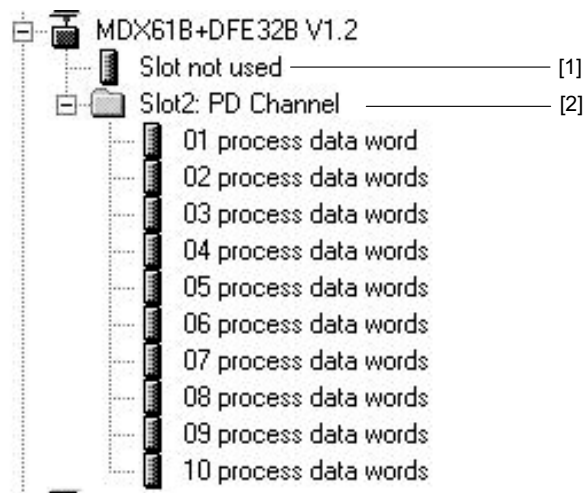 MDX61B+DFE32B V1.2
Slot not used [1]
Slot2: PD Channel [2]
01 process data word
02 process data words
03 process data words
04 process data words
05 process data words
06 process data words
07 process data words
08 process data words
09 process data words
10 process data words